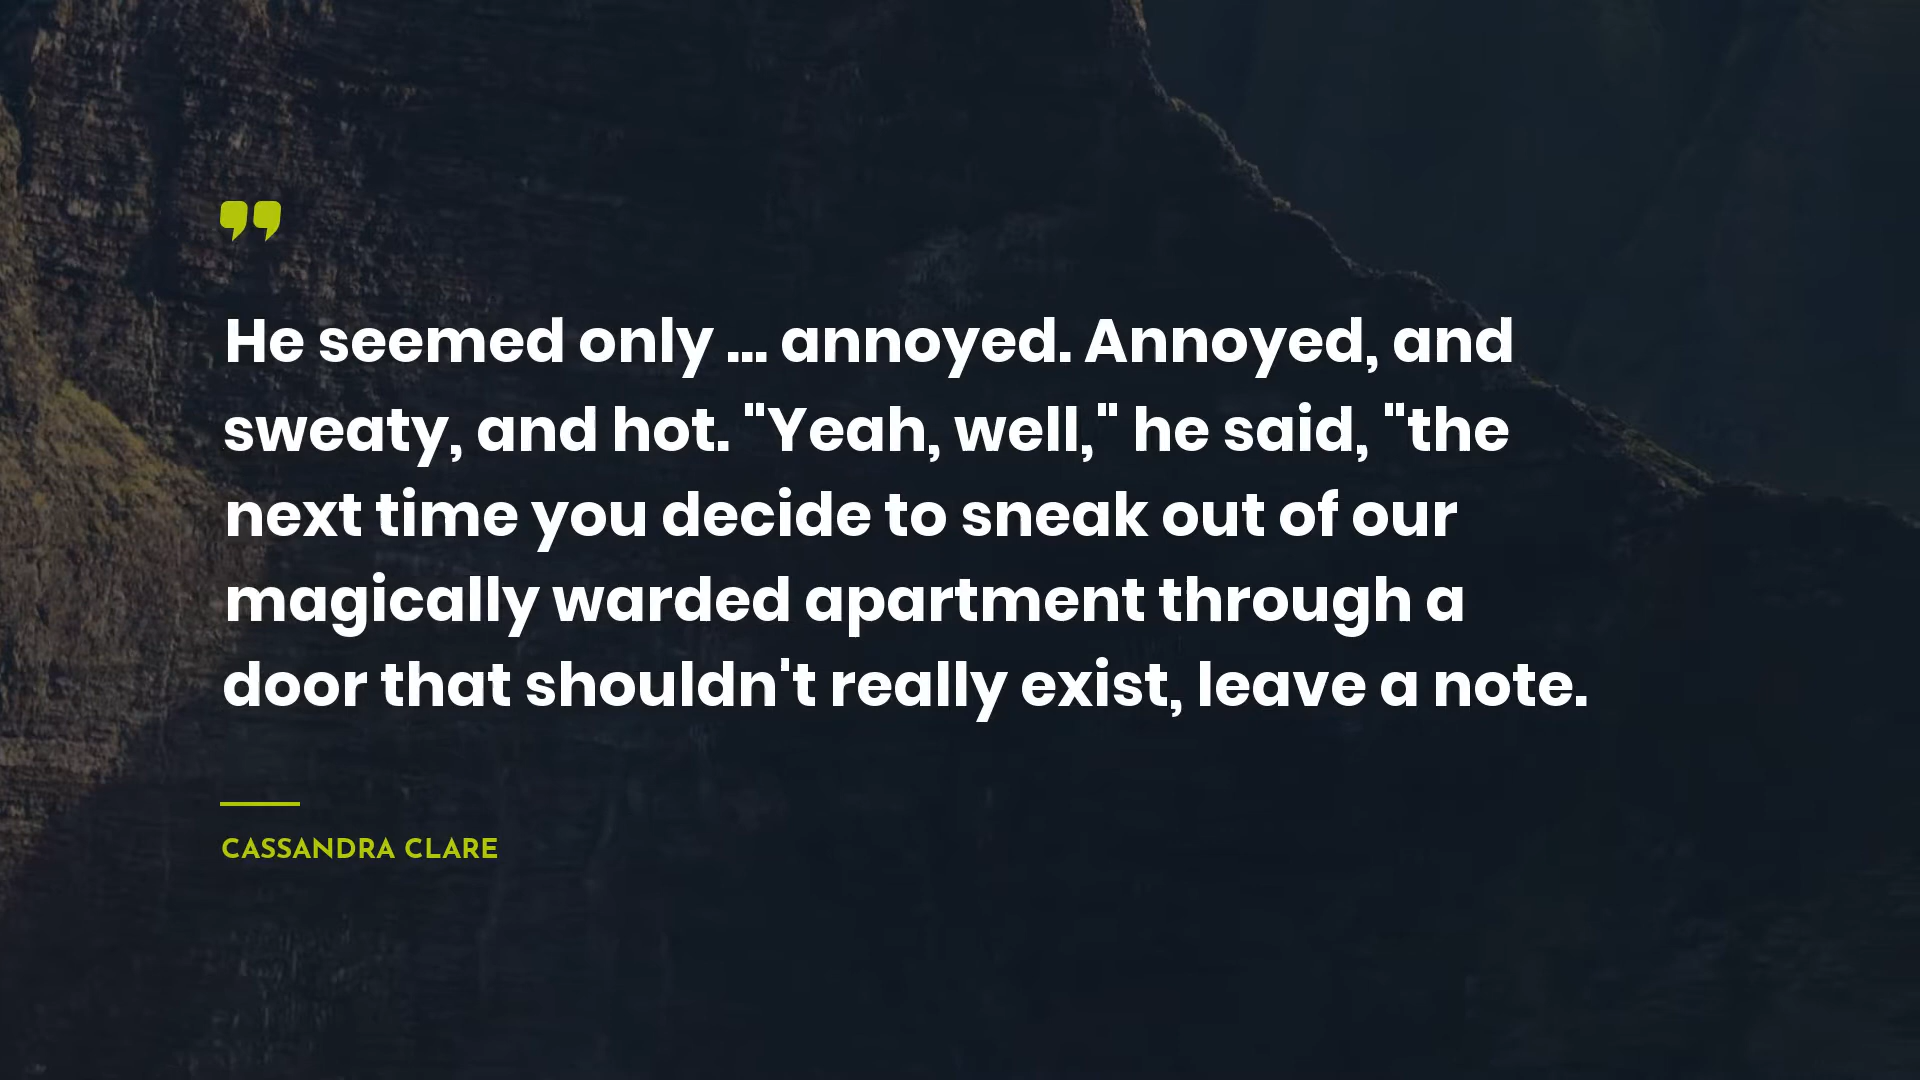 He seemed only ... annoyed. Annoyed, and
sweaty, and hot. "Yeah, well," he said, "the
next time you decide to sneak out of our
magically warded apartment through a
door that shouldn't really exist, leave a note.
CASSANDRA CLARE